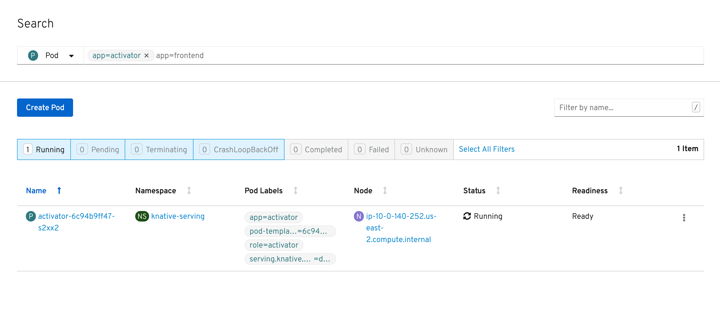 Search
P Pod app=activator × app=frontend
Create Pod
Filter by name... /
1 Running 0 Pending 0 Terminating 0 CrashLoopBackOff 0 Completed 0 Failed 0 Unknown Select All Filters 1 Item
Name Namespace Pod Labels Node Status Readiness
P activator-6c94b9ff47-s2xx2
NS knative-serving
app=activator
pod-templa... =6c94...
role=activator
serving.knative.... =d...
N ip-10-0-140-252.us-
east-
2.compute.internal
Running
Ready